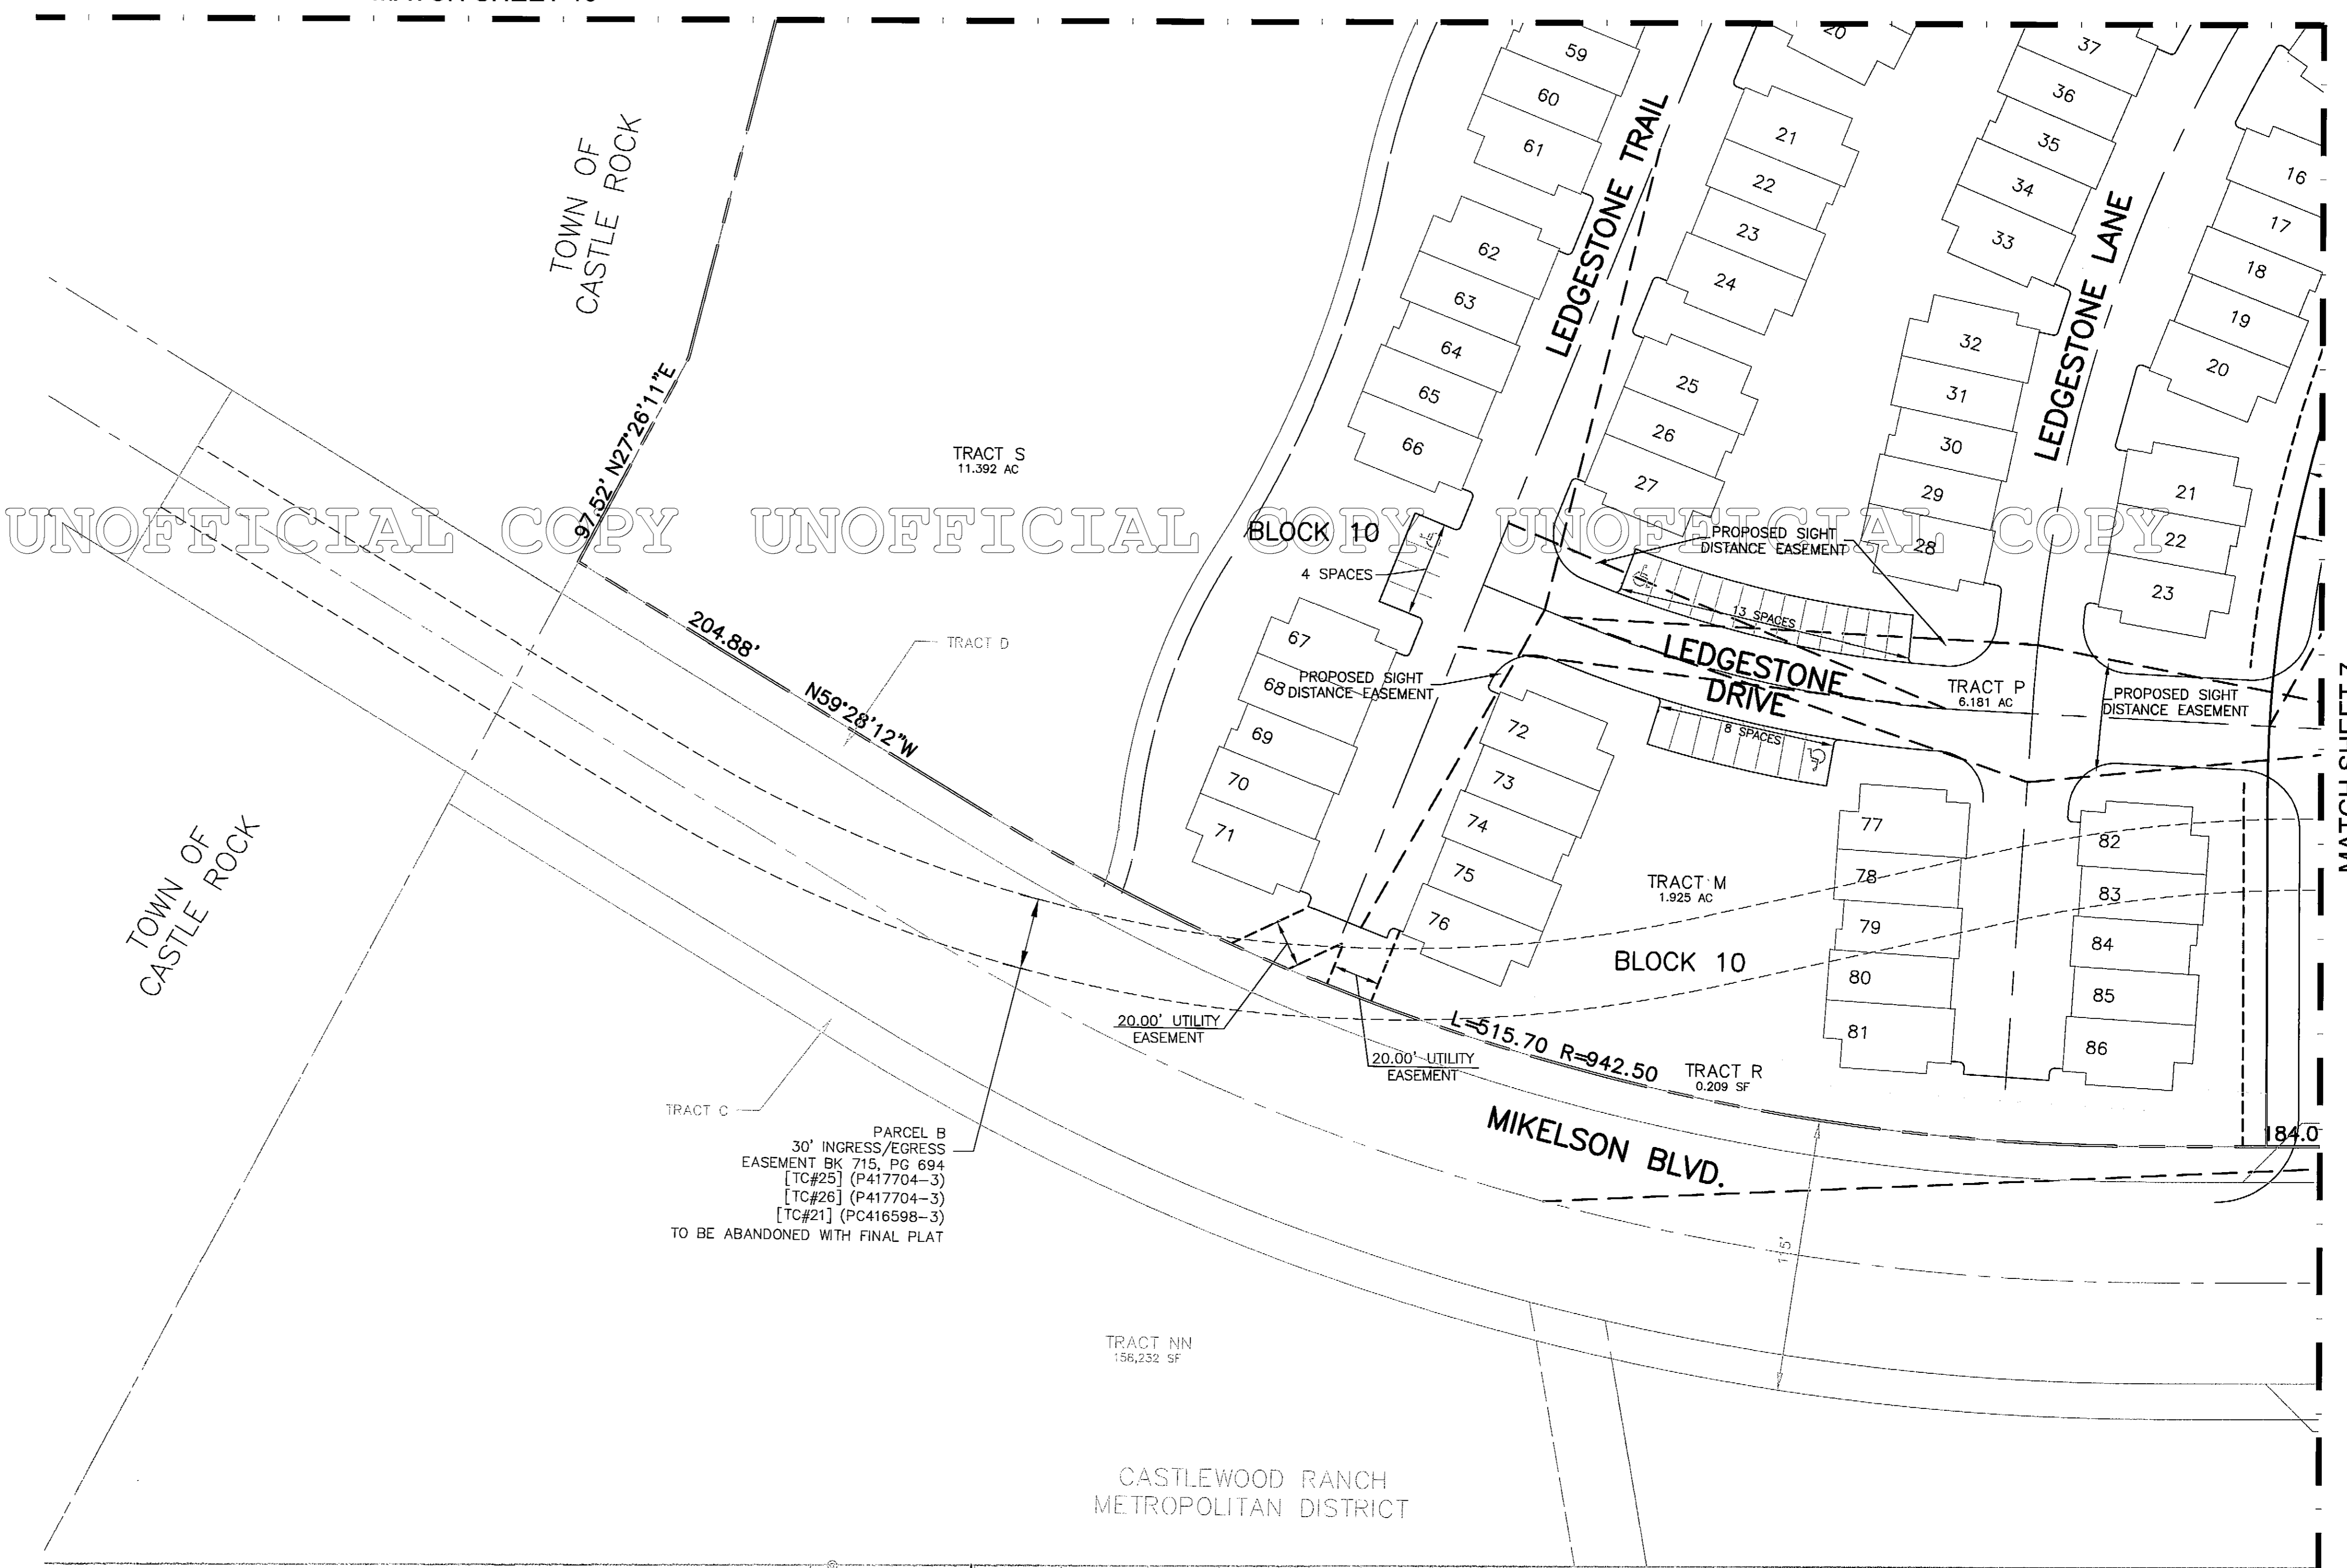 TOWN OF
CASTLE ROCK
97.52' N27°26'11"E
204.88'
N59°28'12"W
TRACT S
11.392 AC
TRACT D
UNOFFICIAL COPY UNOFFICIAL COPY UNOFFICIAL COPY
59
60
61
62
63
64
65
66
BLOCK 10
4 SPACES
67
68
69
70
71
LEDGESTONE TRAIL
20
21
22
23
24
25
26
27
PROPOSED SIGHT
DISTANCE EASEMENT
13 SPACES
37
36
35
34
33
32
31
30
29
28
LEDGESTONE LANE
16
17
18
19
20
21
22
23
LEDGESTONE
DRIVE
PROPOSED SIGHT
DISTANCE EASEMENT
TRACT P
6.181 AC
PROPOSED SIGHT
DISTANCE EASEMENT
8 SPACES
72
73
74
75
76
77
78
79
80
81
82
83
84
85
86
TRACT M
1.925 AC
BLOCK 10
20.00' UTILITY
EASEMENT
20.00' UTILITY
EASEMENT
L=515.70 R=942.50
TRACT R
0.209 SF
MIKELSON BLVD.
184.0
115'
TOWN OF
CASTLE ROCK
TRACT C
PARCEL B
30' INGRESS/EGRESS
EASEMENT BK 715, PG 694
[TC#25] (P417704-3)
[TC#26] (P417704-3)
[TC#21] (PC416598-3)
TO BE ABANDONED WITH FINAL PLAT
TRACT NN
158,232 SF
CASTLEWOOD RANCH
METROPOLITAN DISTRICT